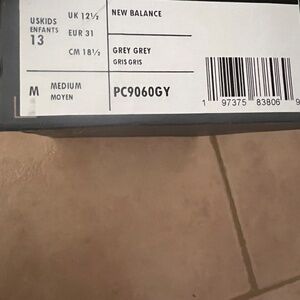 USKIDS
ENFANTS
13
UK 12½
EUR 31
CM 18½
NEW BALANCE
GREY GREY
GRIS GRIS
M
MEDIUM
MOYEN
PC9060GY
1 97375 83806 9